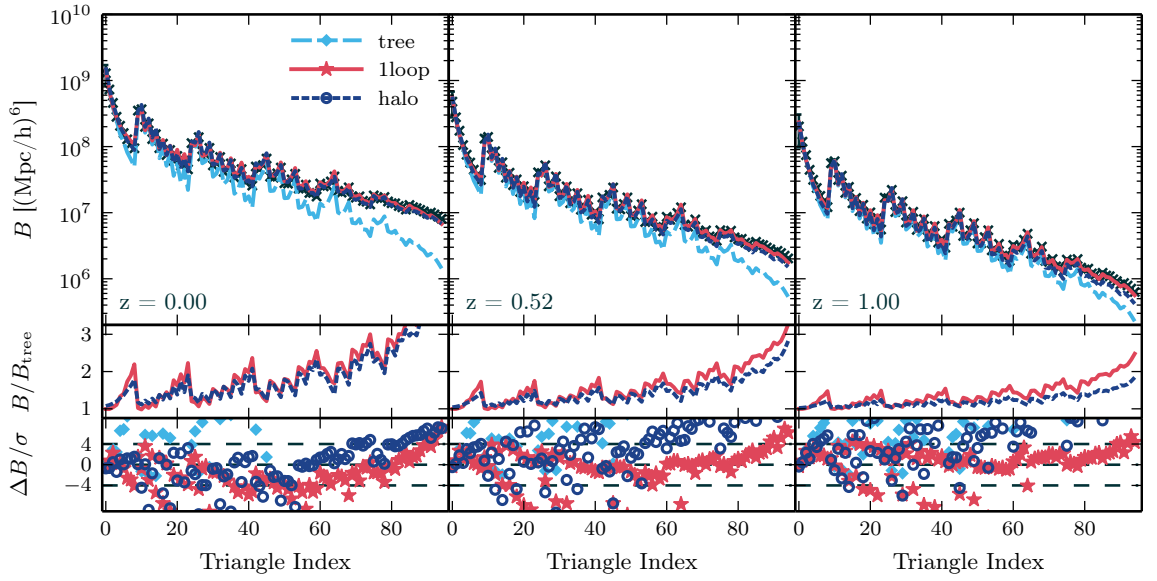 10^10
10^9
10^8
10^7
10^6
B [(Mpc/h)^6]
tree
1loop
halo
z = 0.00
z = 0.52
z = 1.00
3
2
1
B/B_tree
4
0
−4
ΔB/σ
0 20 40 60 80
0 20 40 60 80
0 20 40 60 80
Triangle Index
Triangle Index
Triangle Index